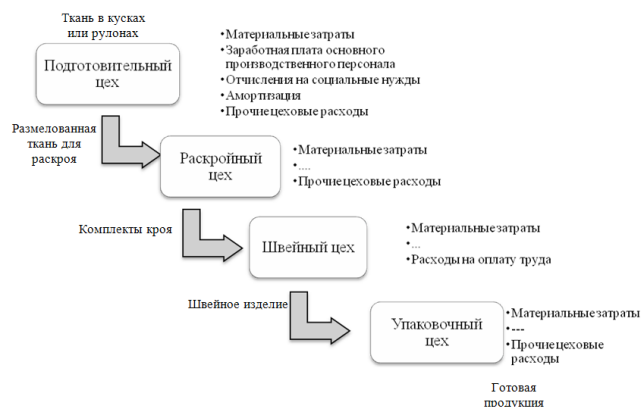 Ткань в кусках
или рулонах
Подготовительный
цех
•Материальные затраты
•Заработная плата основного
производственного персонала
•Отчисления на социальные нужды
•Амортизация
•Прочие цеховые расходы
Размелованная
ткань для
раскроя
Раскройный
цех
•Материальные затраты
•....
•Прочие цеховые расходы
Комплекты кроя
Швейный цех
•Материальные затраты
•...
•Расходы на оплату труда
Швейное изделие
Упаковочный
цех
•Материальные затраты
•---
•Прочие цеховые
расходы
Готовая
продукция